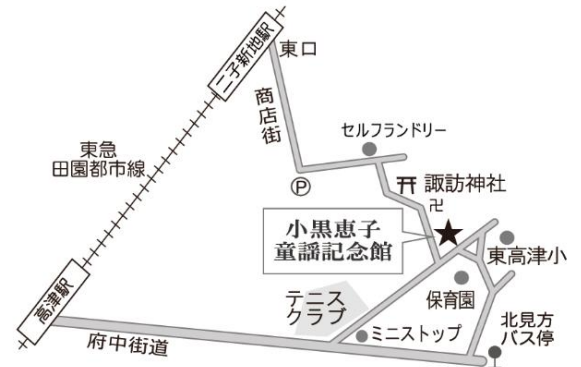 二子新地駅
東口
商店街
セルフランドリー
東急
田園都市線
P
諏訪神社
小黒恵子
童謡記念館
東高津小
高津駅
テニス
クラブ
保育園
北見方
バス停
ミニストップ
府中街道